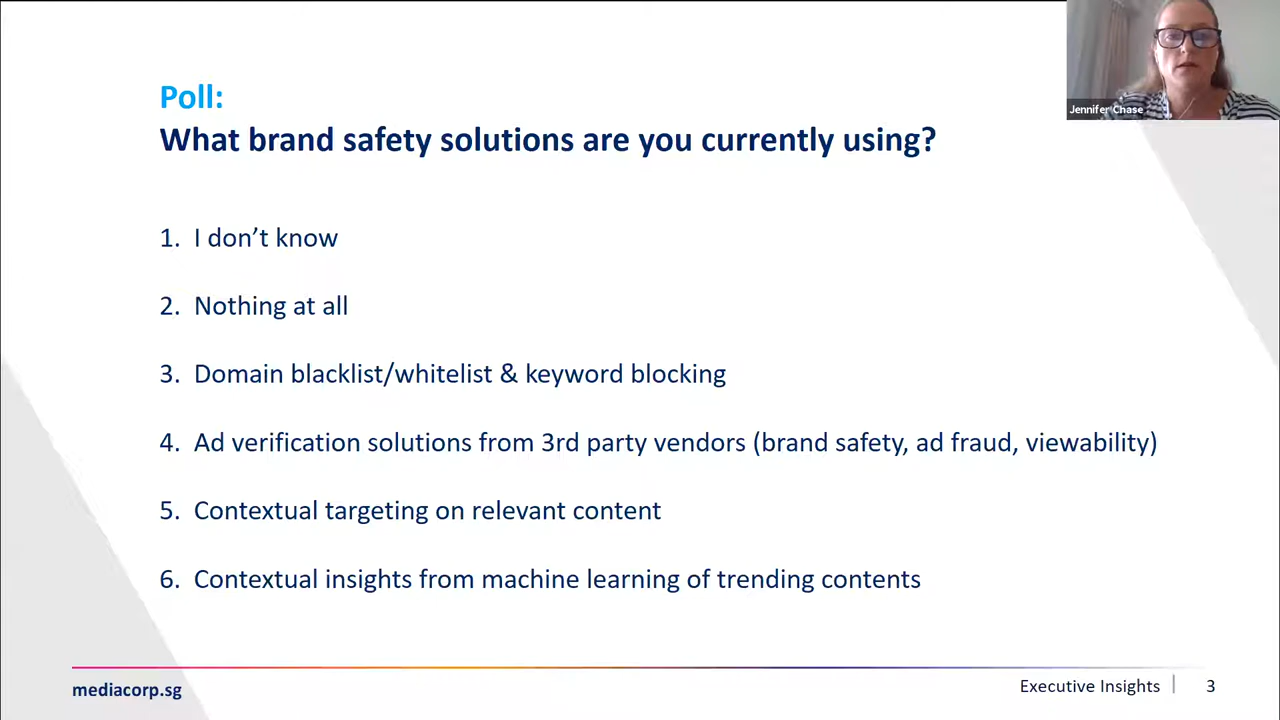 Jennifer Chase
Poll:
What brand safety solutions are you currently using?
1. I don’t know
2. Nothing at all
3. Domain blacklist/whitelist & keyword blocking
4. Ad verification solutions from 3rd party vendors (brand safety, ad fraud, viewability)
5. Contextual targeting on relevant content
6. Contextual insights from machine learning of trending contents
mediacorp.sg
Executive Insights | 3